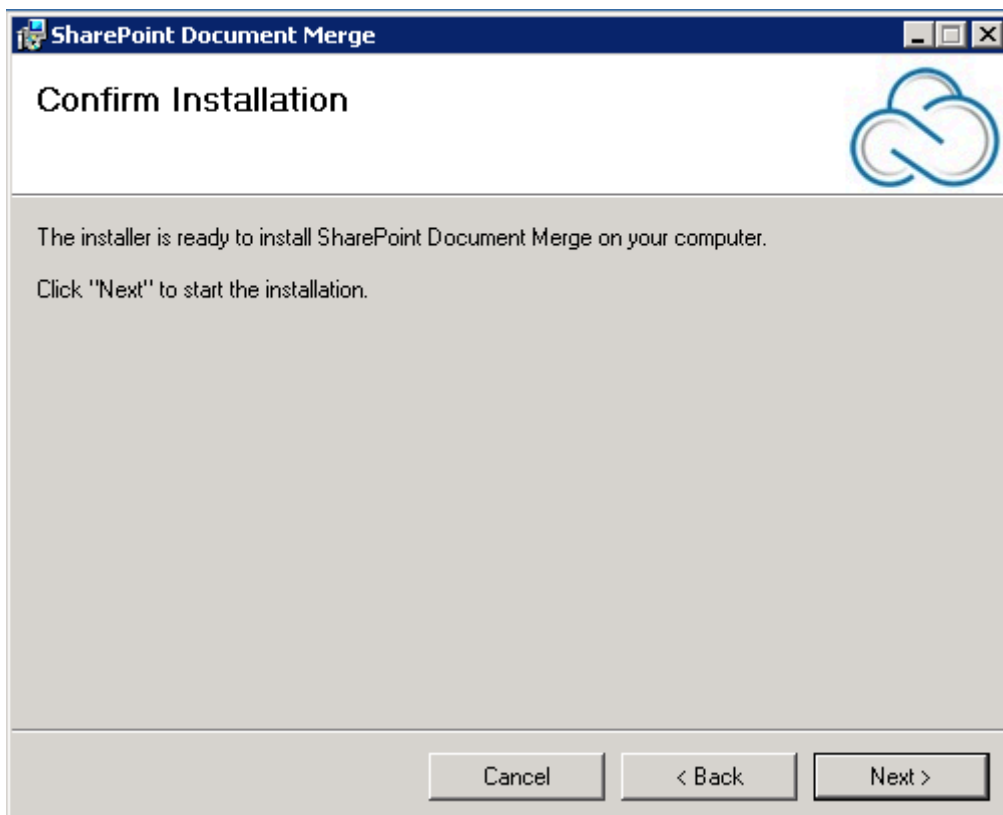 SharePoint Document Merge
Confirm Installation
The installer is ready to install SharePoint Document Merge on your computer.
Click "Next" to start the installation.
Cancel
< Back
Next >